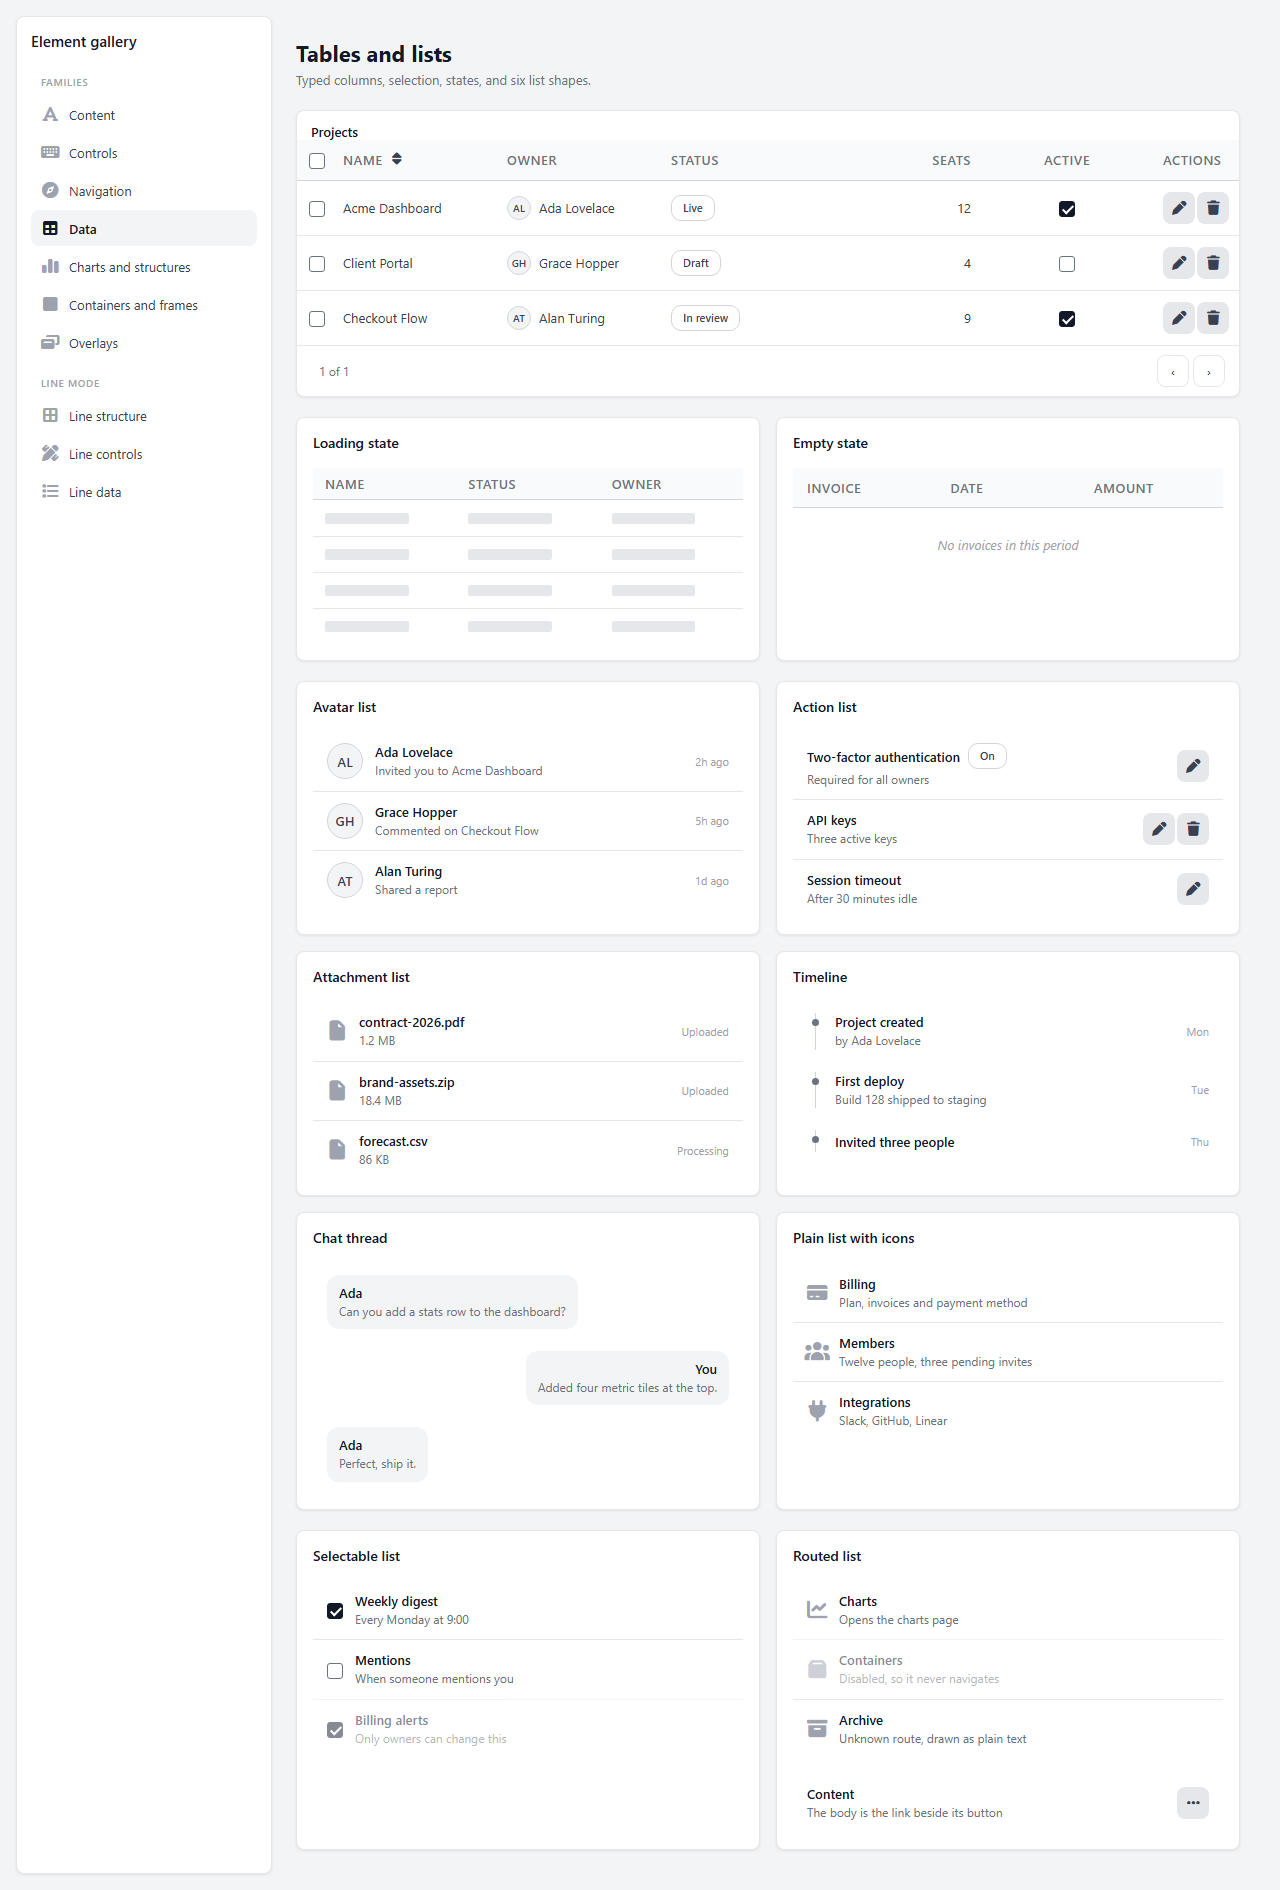 Element gallery
FAMILIES
Content
Controls
Navigation
Data
Charts and structures
Containers and frames
Overlays
LINE MODE
Line structure
Line controls
Line data
Tables and lists
Typed columns, selection, states, and six list shapes.
Projects
NAME OWNER STATUS SEATS ACTIVE ACTIONS
Acme Dashboard AL Ada Lovelace Live 12
Client Portal GH Grace Hopper Draft 4
Checkout Flow AT Alan Turing In review 9
1 of 1 ‹ ›
Loading state
NAME STATUS OWNER
Empty state
INVOICE DATE AMOUNT
No invoices in this period
Avatar list
AL Ada Lovelace
Invited you to Acme Dashboard
2h ago
GH Grace Hopper
Commented on Checkout Flow
5h ago
AT Alan Turing
Shared a report
1d ago
Action list
Two-factor authentication On
Required for all owners
API keys
Three active keys
Session timeout
After 30 minutes idle
Attachment list
contract-2026.pdf
1.2 MB
Uploaded
brand-assets.zip
18.4 MB
Uploaded
forecast.csv
86 KB
Processing
Timeline
Project created
by Ada Lovelace
Mon
First deploy
Build 128 shipped to staging
Tue
Invited three people Thu
Chat thread
Ada
Can you add a stats row to the dashboard?
You
Added four metric tiles at the top.
Ada
Perfect, ship it.
Plain list with icons
Billing
Plan, invoices and payment method
Members
Twelve people, three pending invites
Integrations
Slack, GitHub, Linear
Selectable list
Weekly digest
Every Monday at 9:00
Mentions
When someone mentions you
Billing alerts
Only owners can change this
Routed list
Charts
Opens the charts page
Containers
Disabled, so it never navigates
Archive
Unknown route, drawn as plain text
Content
The body is the link beside its button